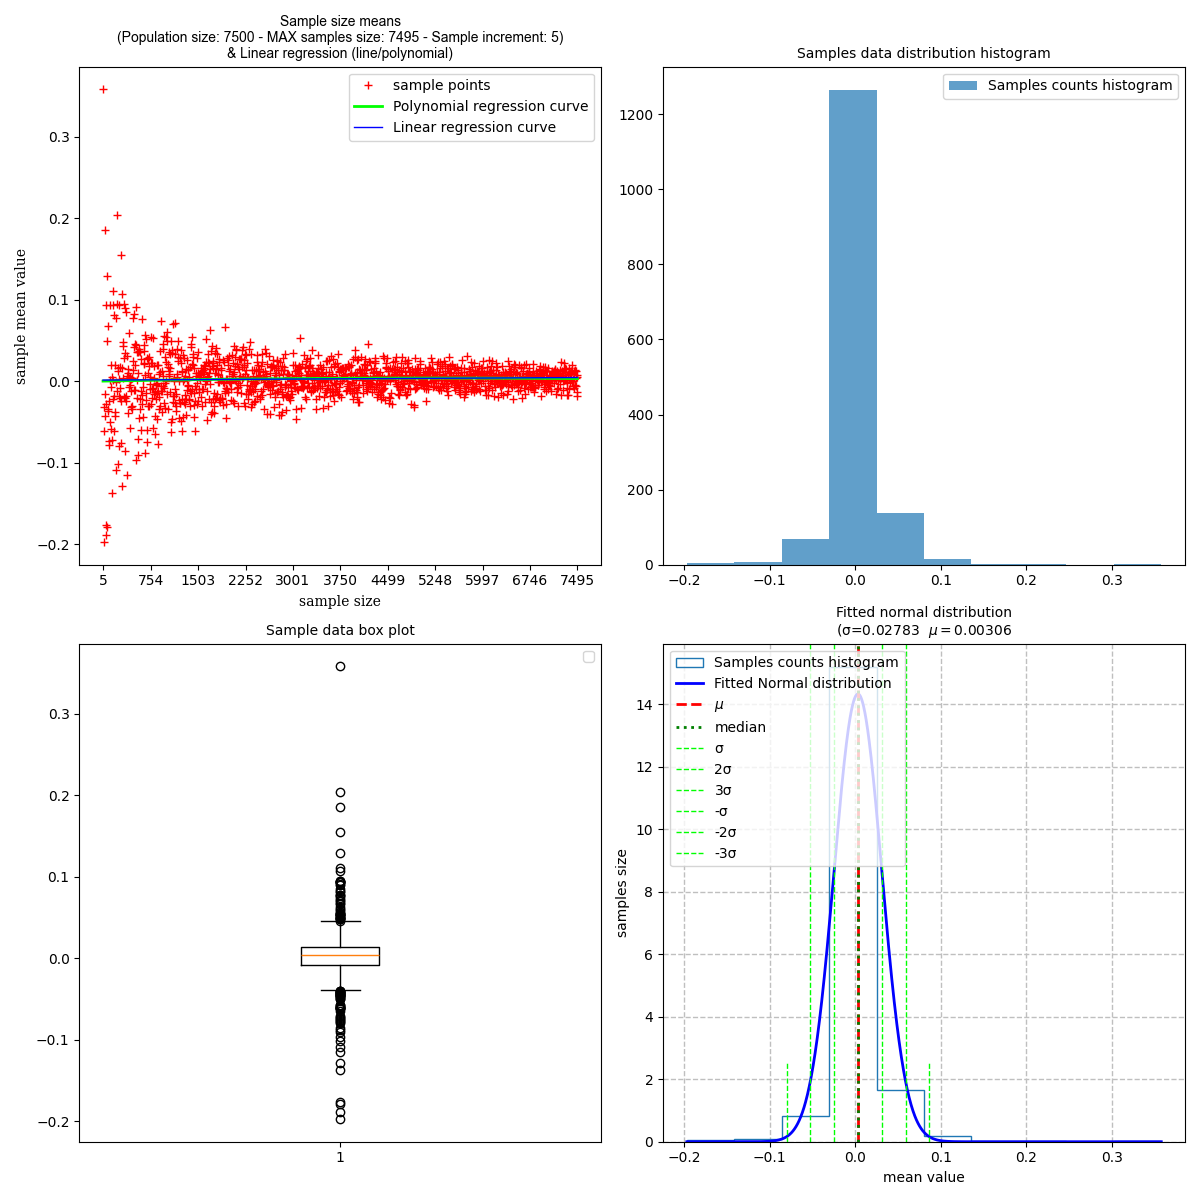 Sample size means
(Population size: 7500 - MAX samples size: 7495 - Sample increment: 5)
& Linear regression (line/polynomial)
sample points
Polynomial regression curve
Linear regression curve
sample mean value
0.3
0.2
0.1
0.0
−0.1
−0.2
5 754 1503 2252 3001 3750 4499 5248 5997 6746 7495
sample size
Samples data distribution histogram
Samples counts histogram
1200
1000
800
600
400
200
0
−0.2 −0.1 0.0 0.1 0.2 0.3
Sample data box plot
0.3
0.2
0.1
0.0
−0.1
−0.2
1
Fitted normal distribution
(σ=0.02783 μ = 0.00306
Samples counts histogram
Fitted Normal distribution
μ
median
σ
2σ
3σ
-σ
-2σ
-3σ
samples size
14
12
10
8
6
4
2
0
−0.2 −0.1 0.0 0.1 0.2 0.3
mean value